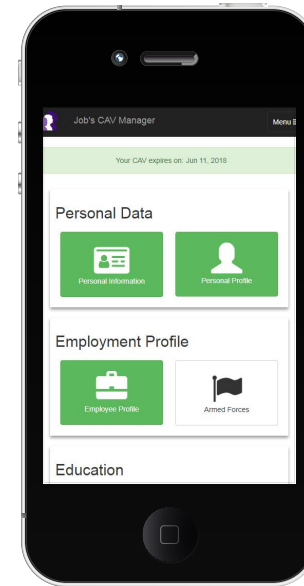 Job's CAV Manager
Menu
Your CAV expires on: Jun 11, 2018
Personal Data
Personal Information
Personal Profile
Employment Profile
Employee Profile
Armed Forces
Education